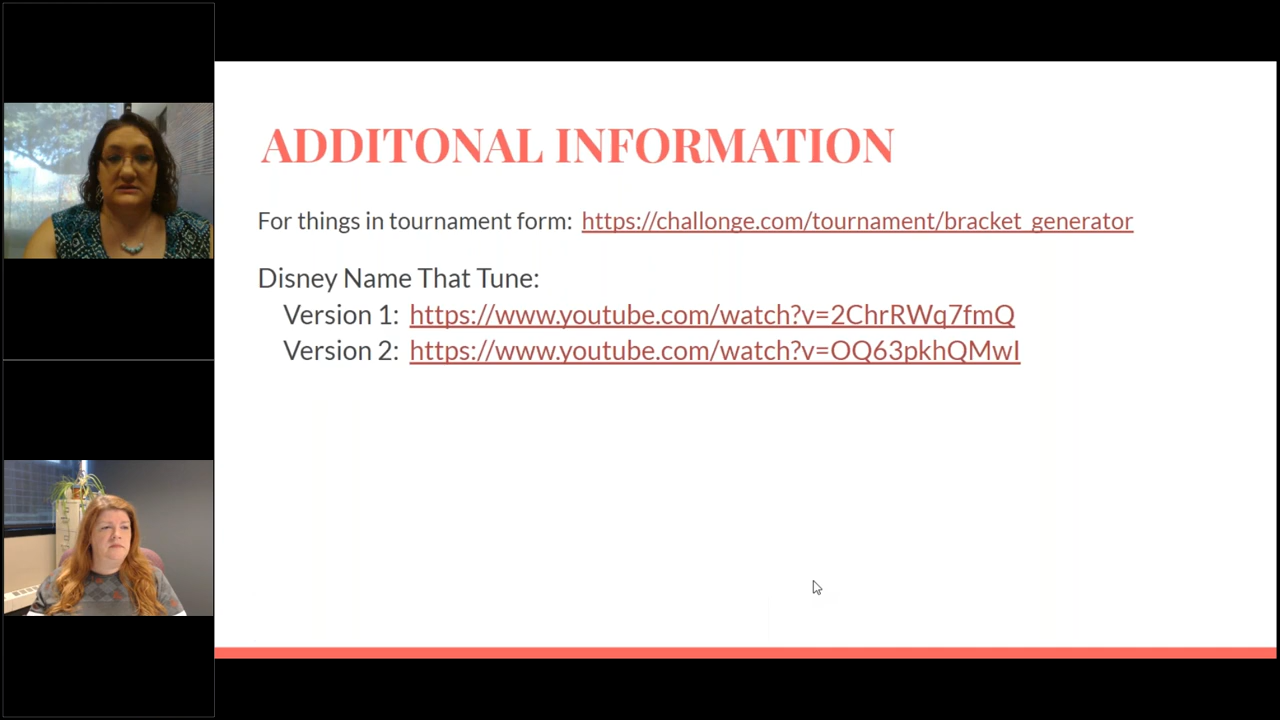 ADDITONAL INFORMATION
For things in tournament form: https://challonge.com/tournament/bracket_generator
Disney Name That Tune:
Version 1: https://www.youtube.com/watch?v=2ChrRWq7fmQ
Version 2: https://www.youtube.com/watch?v=OQ63pkhQMwI